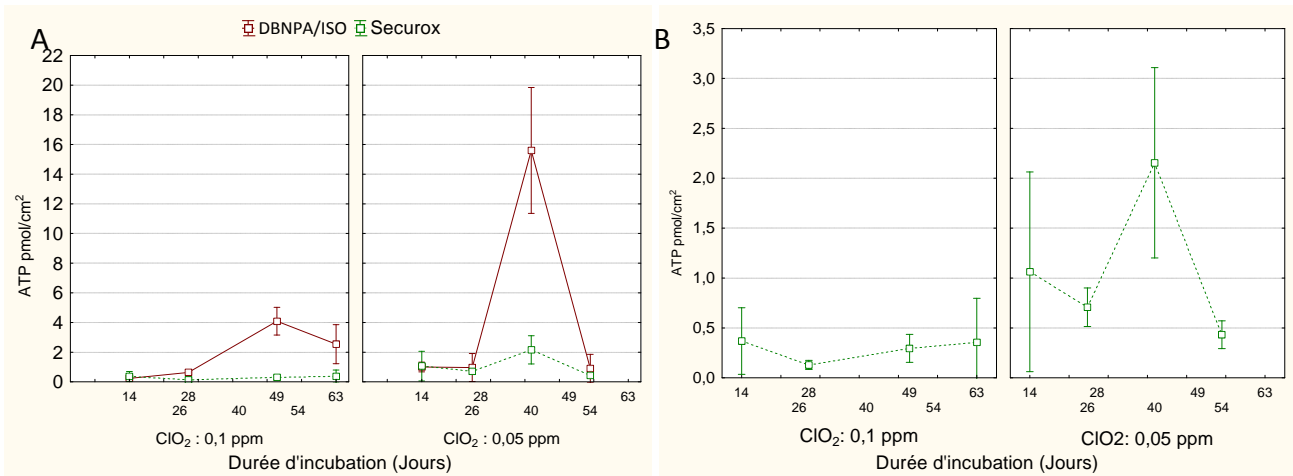 A
DBNPA/ISO Securox
22
20
18
16
14
12
10
8
6
4
2
0
ATP pmol/cm²
14 28 49 63
26 40 54
14 28 49 63
26 40 54
ClO₂ : 0,1 ppm
ClO₂ : 0,05 ppm
Durée d'incubation (Jours)
B
3,5
3,0
2,5
2,0
1,5
1,0
0,5
0,0
ATP pmol/cm²
14 28 49 63
26 40 54
14 28 49 63
26 40 54
ClO₂: 0,1 ppm
ClO2: 0,05 ppm
Durée d'incubation (Jours)